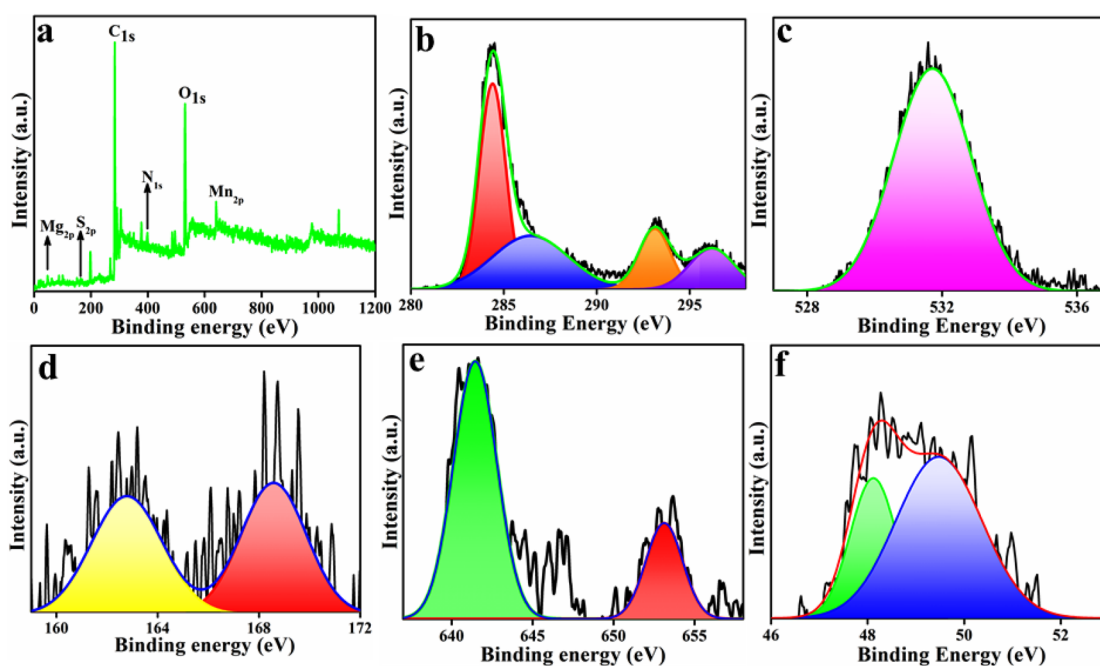 a
C1s
O1s
N1s
Mn2p
Mg2p
S2p
Intensity (a.u.)
0 200 400 600 800 1000 1200
Binding energy (eV)
b
Intensity (a.u.)
280 285 290 295
Binding Energy (eV)
c
Intensity (a.u.)
528 532 536
Binding Energy (eV)
d
Intensity (a.u.)
160 164 168 172
Binding energy (eV)
e
Intensity (a.u.)
640 645 650 655
Binding energy (eV)
f
Intensity (a.u.)
46 48 50 52
Binding energy (eV)